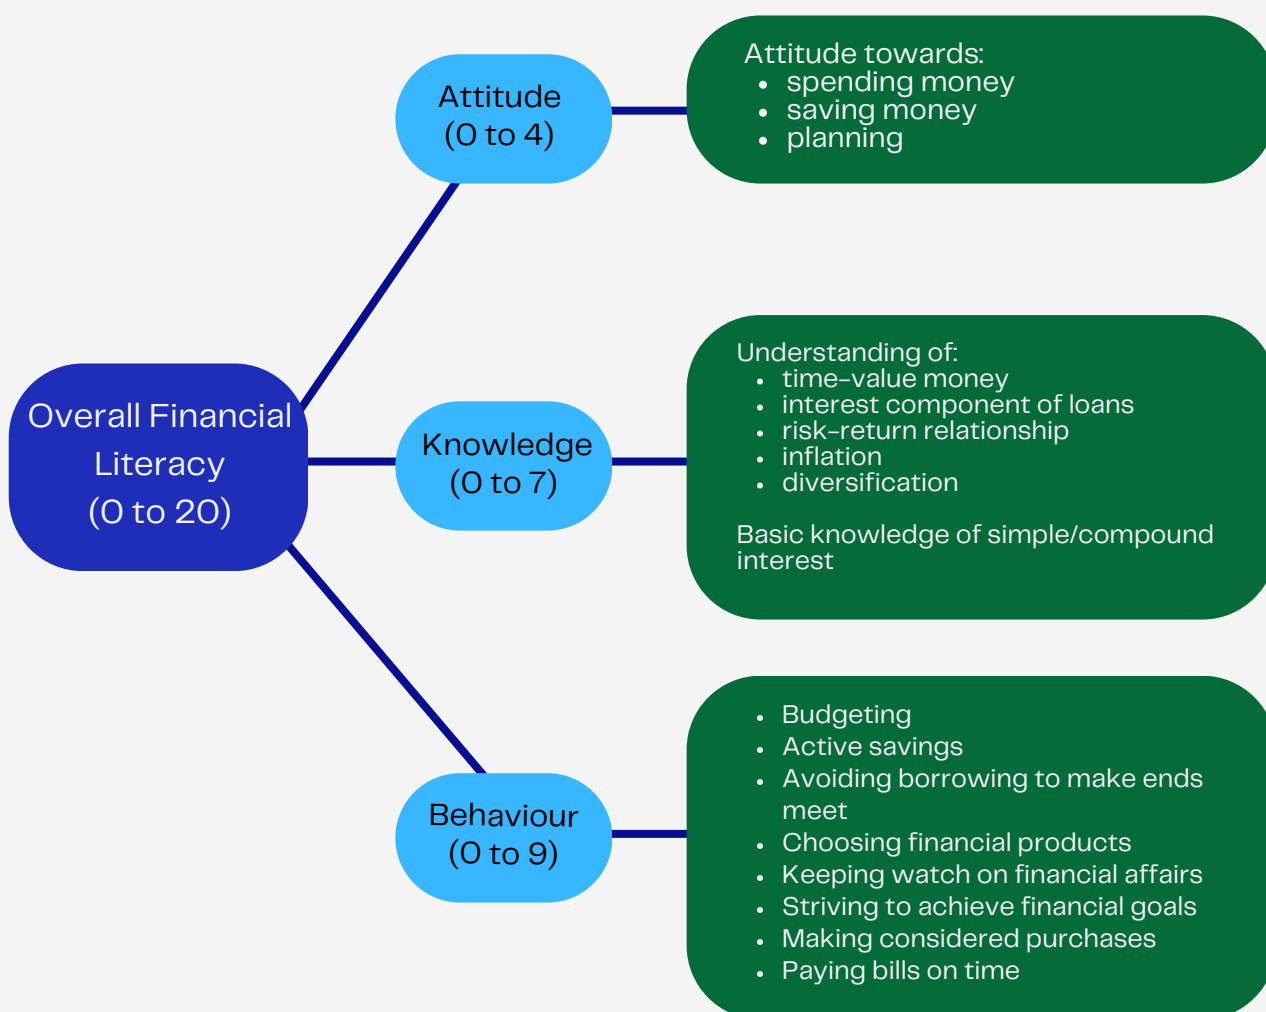 Attitude
(0 to 4)
Attitude towards:
• spending money
• saving money
• planning
Overall Financial
Literacy
(0 to 20)
Knowledge
(0 to 7)
Understanding of:
• time-value money
• interest component of loans
• risk-return relationship
• inflation
• diversification
Basic knowledge of simple/compound
interest
Behaviour
(0 to 9)
• Budgeting
• Active savings
• Avoiding borrowing to make ends
meet
• Choosing financial products
• Keeping watch on financial affairs
• Striving to achieve financial goals
• Making considered purchases
• Paying bills on time